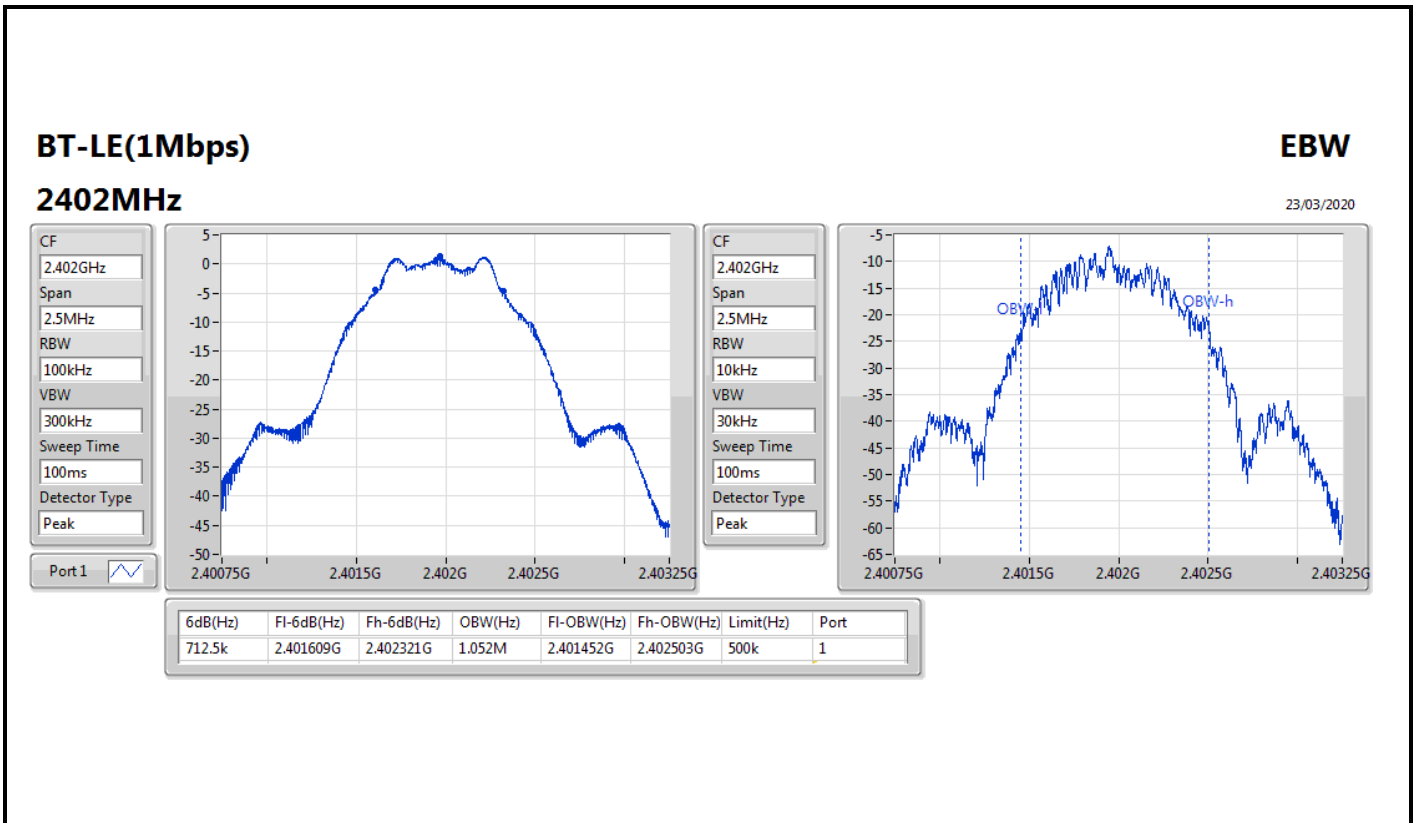 BT-LE(1Mbps)
EBW
2402MHz
23/03/2020
CF
2.402GHz
Span
2.5MHz
RBW
100kHz
VBW
300kHz
Sweep Time
100ms
Detector Type
Peak
Port 1
5
0
-5
-10
-15
-20
-25
-30
-35
-40
-45
-50
2.40075G 2.4015G 2.402G 2.4025G 2.40325G
CF
2.402GHz
Span
2.5MHz
RBW
10kHz
VBW
30kHz
Sweep Time
100ms
Detector Type
Peak
-5
-10
-15
-20
-25
-30
-35
-40
-45
-50
-55
-60
-65
OBW-h
2.40075G 2.4015G 2.402G 2.4025G 2.40325G
6dB(Hz) Fl-6dB(Hz) Fh-6dB(Hz) OBW(Hz) Fl-OBW(Hz) Fh-OBW(Hz) Limit(Hz) Port
712.5k 2.401609G 2.402321G 1.052M 2.401452G 2.402503G 500k 1